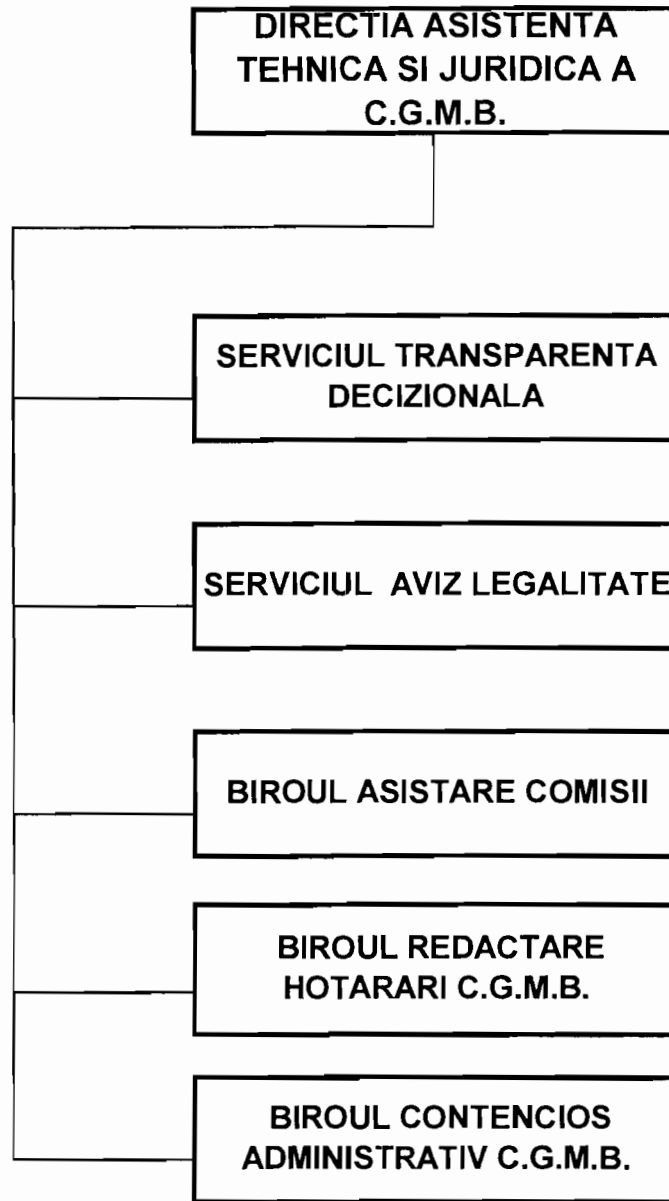 DIRECTIA ASISTENTA
TEHNICA SI JURIDICA A
C.G.M.B.
SERVICIUL TRANSPARENTA
DECIZIONALA
SERVICIUL AVIZ LEGALITATE
BIROUL ASISTARE COMISII
BIROUL REDACTARE
HOTARARI C.G.M.B.
BIROUL CONTENCIOS
ADMINISTRATIV C.G.M.B.